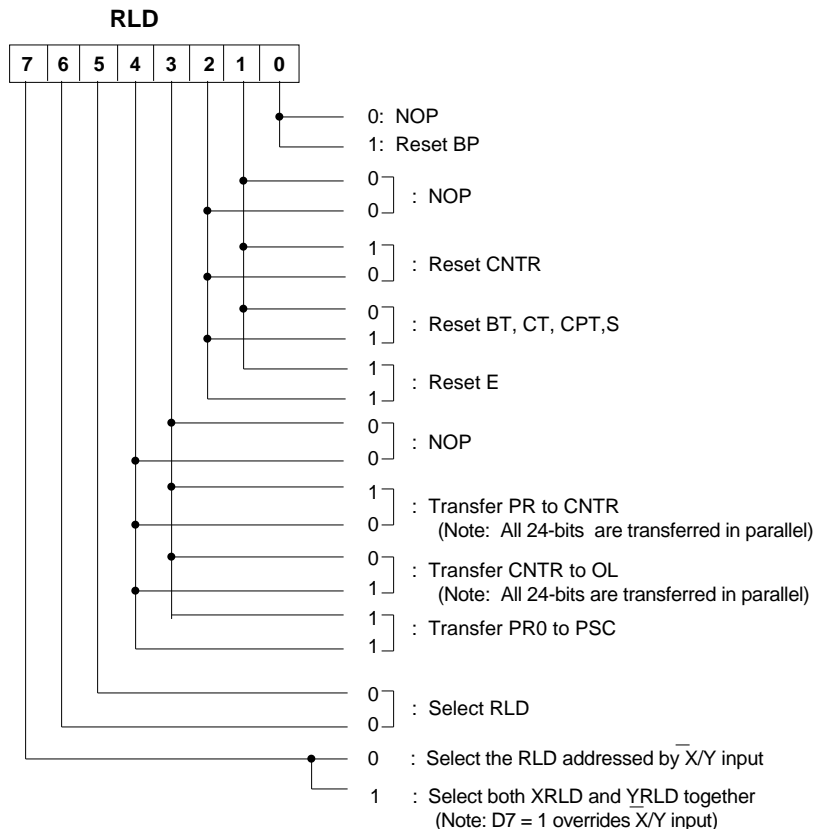 RLD
7 6 5 4 3 2 1 0
0: NOP
1: Reset BP
0
0
: NOP
1
0
: Reset CNTR
0
1
: Reset BT, CT, CPT,S
1
1
: Reset E
0
0
: NOP
1
0
: Transfer PR to CNTR
(Note: All 24-bits are transferred in parallel)
0
1
: Transfer CNTR to OL
(Note: All 24-bits are transferred in parallel)
1
1
: Transfer PR0 to PSC
0
0
: Select RLD
0 : Select the RLD addressed by X̅/Y input
1 : Select both XRLD and YRLD together
(Note: D7 = 1 overrides X̅/Y input)